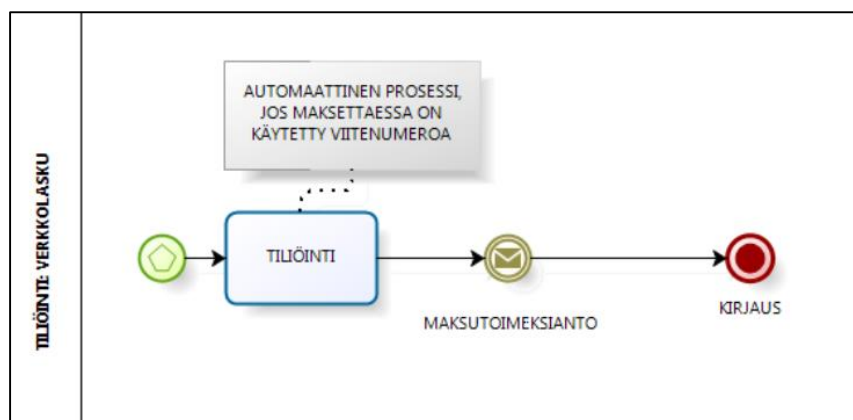 TILIÖINTI: VERKKOLASKU
AUTOMAATTINEN PROSESSI,
JOS MAKSETTAESSA ON
KÄYTETTY VIITENUMEROA
TILIÖINTI
MAKSUTOIMEKSIANTO
KIRJAUS